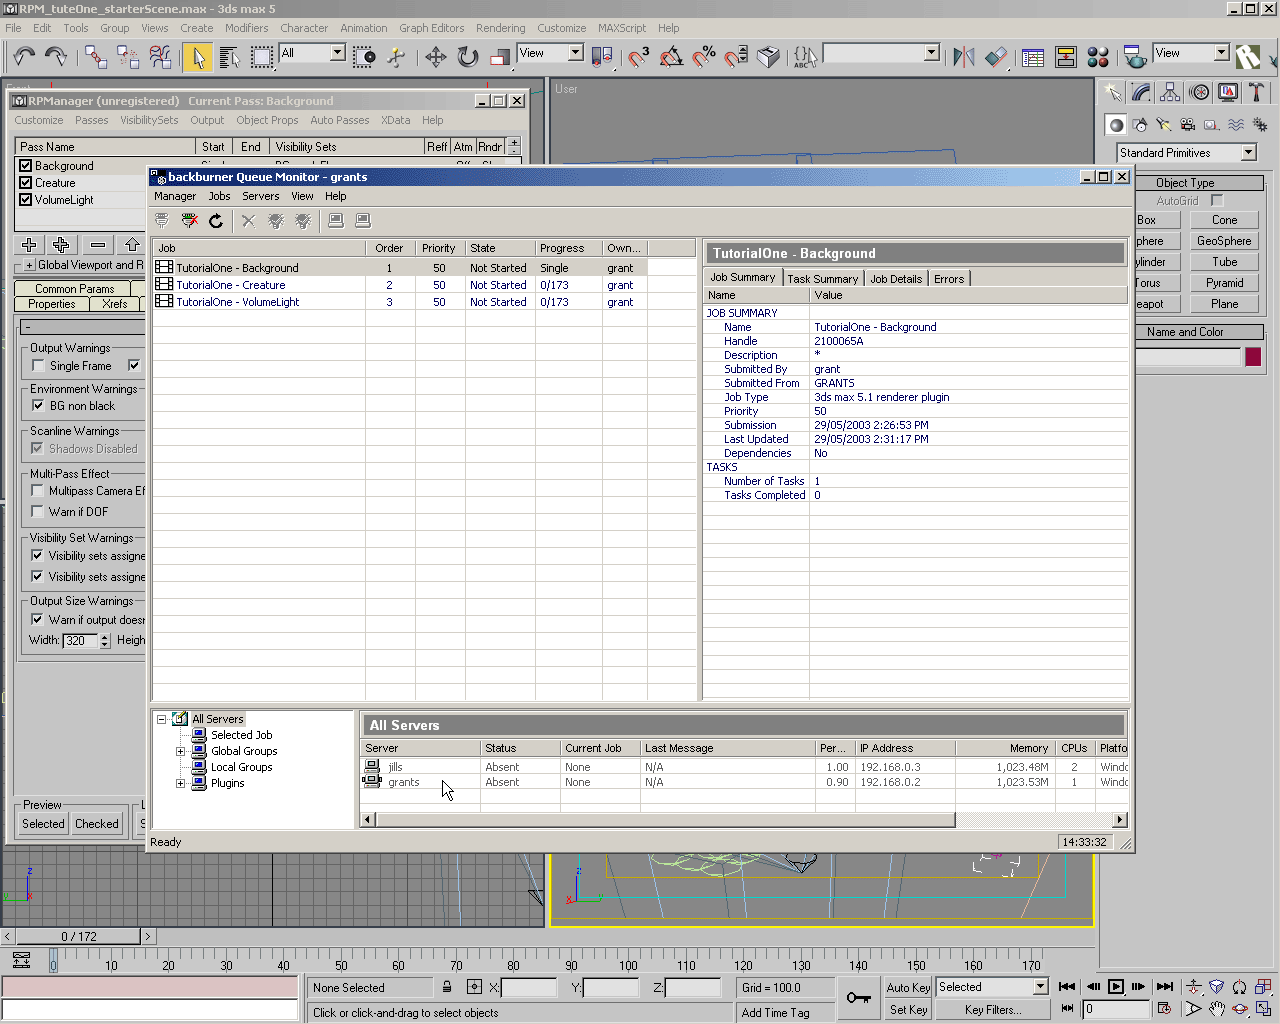 RPM_tuteOne_starterScene.max - 3ds max 5
File Edit Tools Group Views Create Modifiers Character Animation Graph Editors Rendering Customize MAXScript Help
All View 3 % ABC View
User
RPManager (unregistered) Current Pass: Background
Customize Passes VisibilitySets Output Object Props Auto Passes XData Help
Pass Name Start End Visibility Sets Reff Atm Rndr
Background
Creature
VolumeLight
Global Viewport and R
Common Params
Properties Xrefs
Output Warnings
Single Frame
Environment Warnings
BG non black
Scanline Warnings
Shadows Disabled
Multi-Pass Effect
Multipass Camera Ef
Warn if DOF
Visibility Set Warnings
Visibility sets assigne
Visibility sets assigne
Output Size Warnings
Warn if output doesn
Width: 320 Heigh
Preview
Selected Checked
backburner Queue Monitor - grants
Manager Jobs Servers View Help
Job Order Priority State Progress Own...
TutorialOne - Background 1 50 Not Started Single grant
TutorialOne - Creature 2 50 Not Started 0/173 grant
TutorialOne - VolumeLight 3 50 Not Started 0/173 grant
TutorialOne - Background
Job Summary Task Summary Job Details Errors
Name Value
JOB SUMMARY
Name TutorialOne - Background
Handle 2100065A
Description *
Submitted By grant
Submitted From GRANTS
Job Type 3ds max 5.1 renderer plugin
Priority 50
Submission 29/05/2003 2:26:53 PM
Last Updated 29/05/2003 2:31:17 PM
Dependencies No
TASKS
Number of Tasks 1
Tasks Completed 0
All Servers
Selected Job
Global Groups
Local Groups
Plugins
All Servers
Server Status Current Job Last Message Per... IP Address Memory CPUs Platfo
jills Absent None N/A 1.00 192.168.0.3 1,023.48M 2 Windo
grants Absent None N/A 0.90 192.168.0.2 1,023.53M 1 Windo
Ready 14:33:32
Standard Primitives
Object Type
AutoGrid
Box Cone
phere GeoSphere
ylinder Tube
orus Pyramid
eapot Plane
Name and Color
z x y
z x y
0 / 172
0 10 20 30 40 50 60 70 80 90 100 110 120 130 140 150 160 170
None Selected X: Y: Z: Grid = 100.0 Auto Key Selected
Click or click-and-drag to select objects Add Time Tag Set Key Key Filters... 0